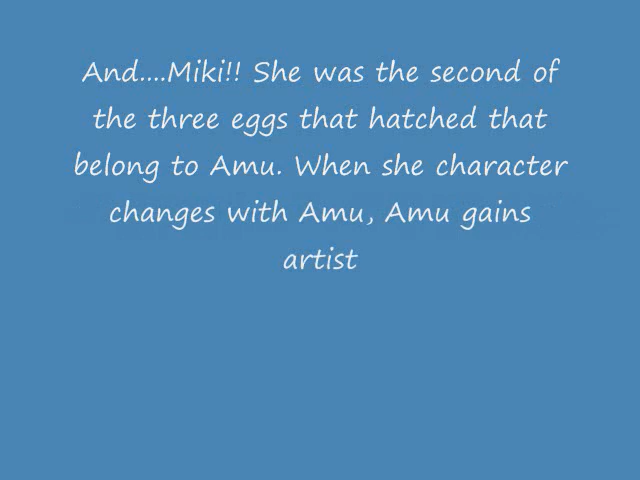 And....Miki!! She was the second of
the three eggs that hatched that
belong to Amu. When she character
changes with Amu, Amu gains
artist